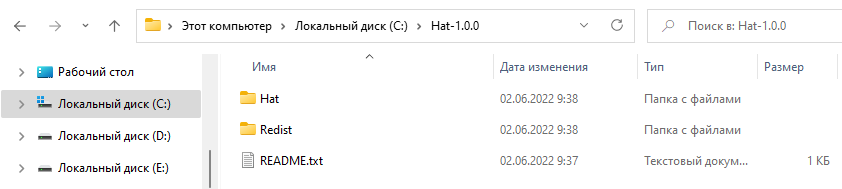 Этот компьютер > Локальный диск (C:) > Hat-1.0.0
Поиск в: Hat-1.0.0
Имя Дата изменения Тип Размер
Рабочий стол
Локальный диск (C:)
Локальный диск (D:)
Локальный диск (E:)
Hat 02.06.2022 9:38 Папка с файлами
Redist 02.06.2022 9:38 Папка с файлами
README.txt 02.06.2022 9:37 Текстовый докум... 1 КБ